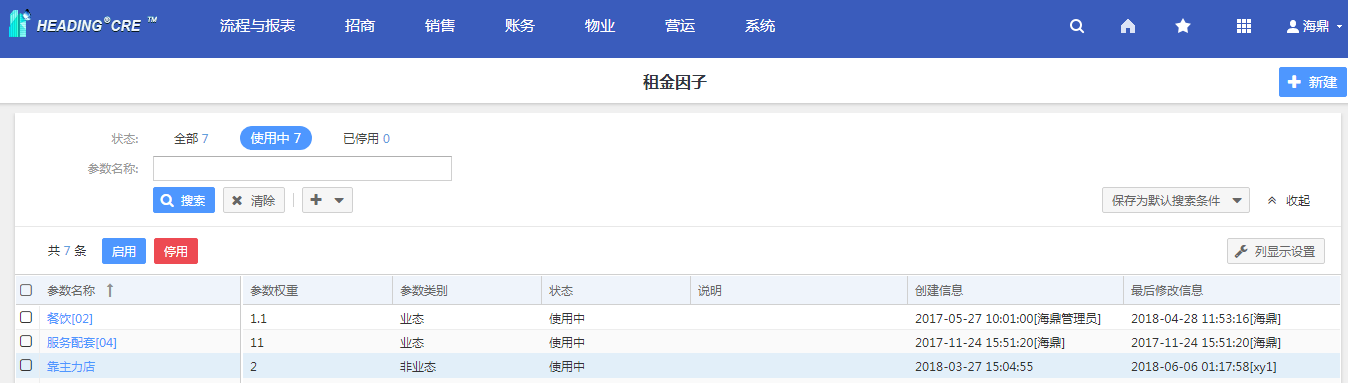 HEADING®CRE ™ 流程与报表 招商 销售 账务 物业 营运 系统 海鼎
租金因子 新建
状态: 全部 7 使用中 7 已停用 0
参数名称:
搜索 清除 保存为默认搜索条件 收起
共 7 条 启用 停用 列显示设置
参数名称 参数权重 参数类别 状态 说明 创建信息 最后修改信息
餐饮[02] 1.1 业态 使用中 2017-05-27 10:01:00[海鼎管理员] 2018-04-28 11:53:16[海鼎]
服务配套[04] 11 业态 使用中 2017-11-24 15:51:20[海鼎] 2017-11-24 15:51:20[海鼎]
靠主力店 2 非业态 使用中 2018-03-27 15:04:55 2018-06-06 01:17:58[xy1]